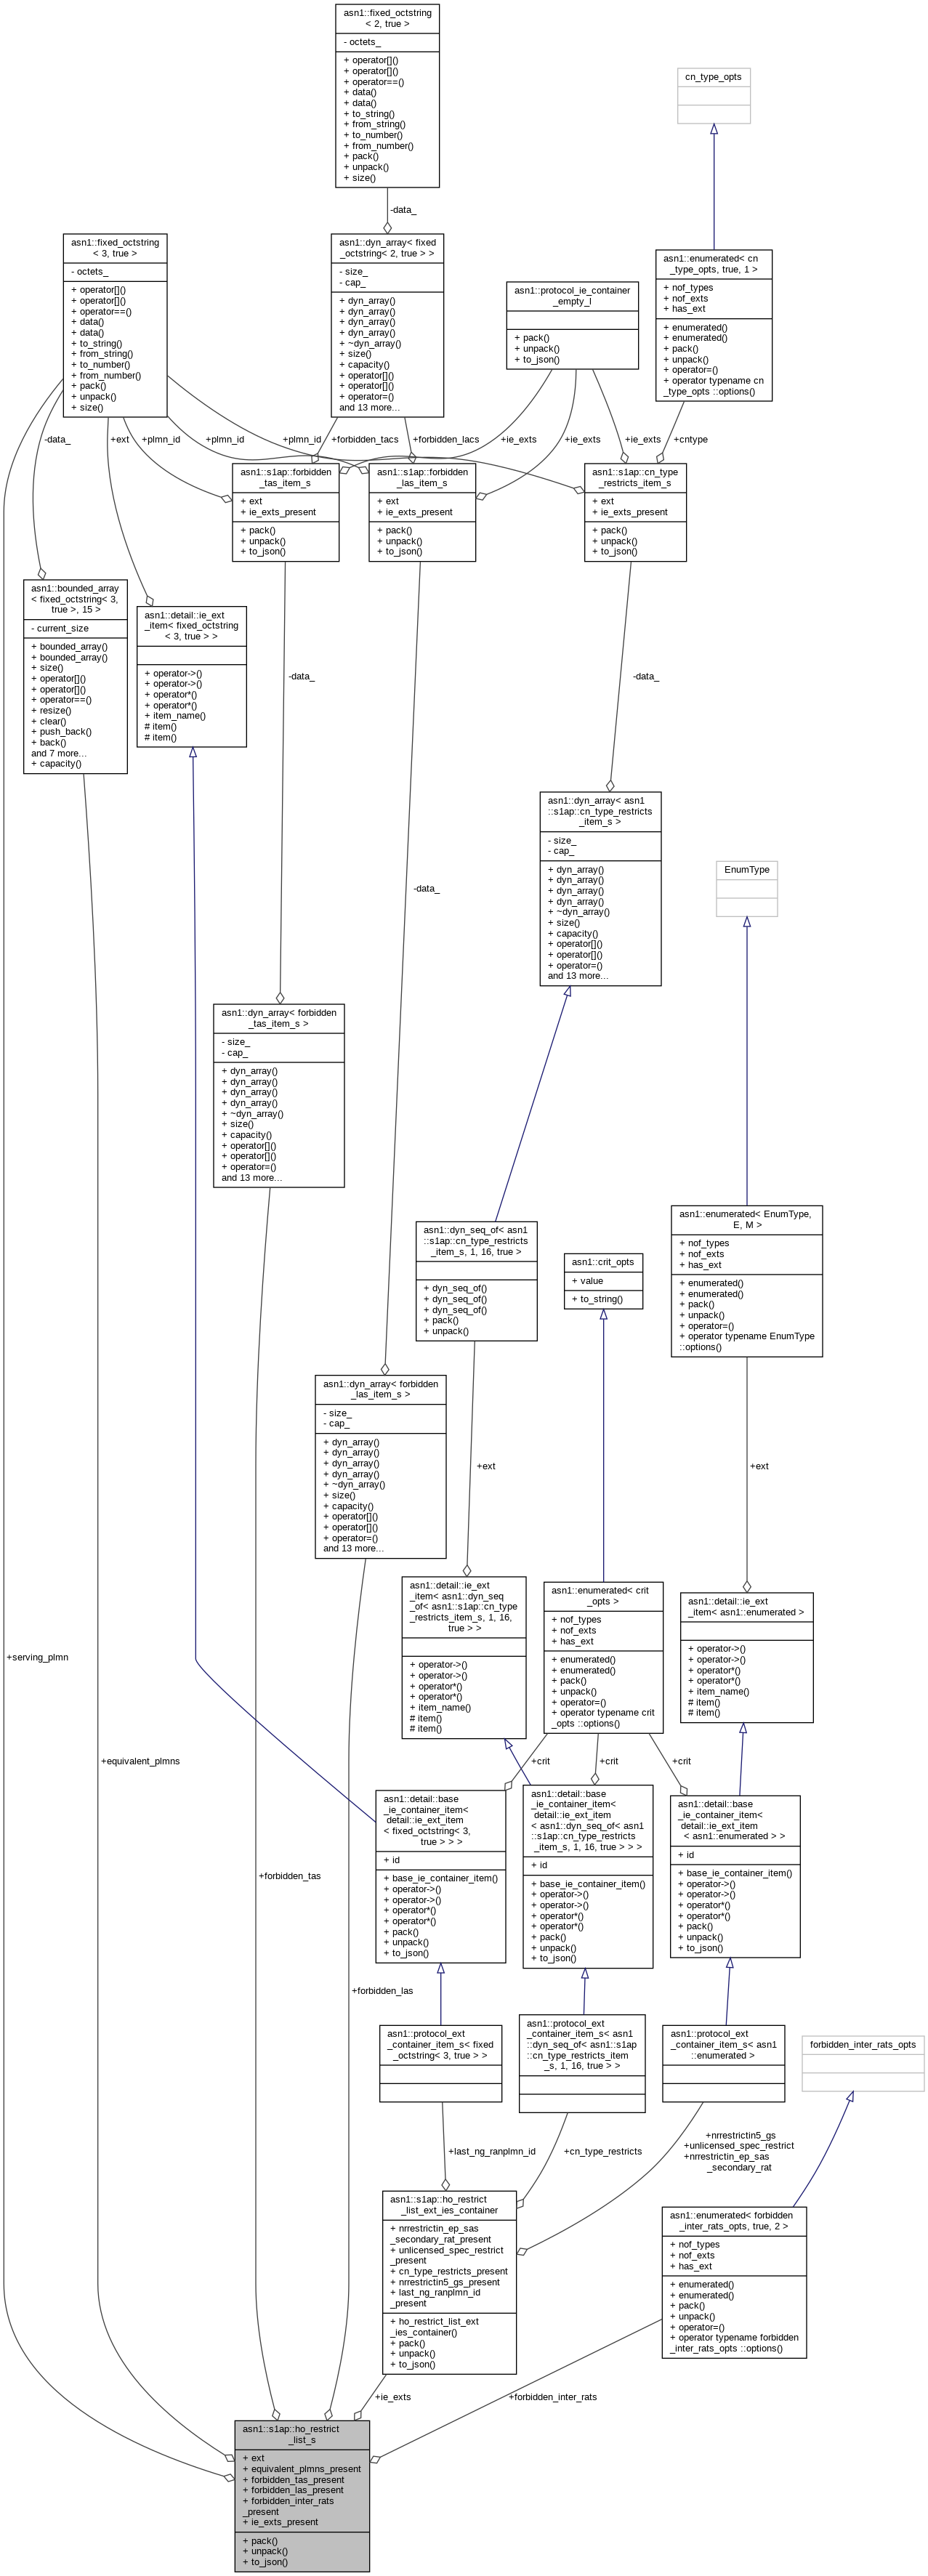 asn1::fixed_octstring
< 2, true >
- octets_
+ operator[]()
+ operator[]()
+ operator==()
+ data()
+ data()
+ to_string()
+ from_string()
+ to_number()
+ from_number()
+ pack()
+ unpack()
+ size()
cn_type_opts
-data_
asn1::fixed_octstring
< 3, true >
- octets_
+ operator[]()
+ operator[]()
+ operator==()
+ data()
+ data()
+ to_string()
+ from_string()
+ to_number()
+ from_number()
+ pack()
+ unpack()
+ size()
asn1::dyn_array< fixed
_octstring< 2, true > >
- size_
- cap_
+ dyn_array()
+ dyn_array()
+ dyn_array()
+ dyn_array()
+ ~dyn_array()
+ size()
+ capacity()
+ operator[]()
+ operator[]()
+ operator=()
and 13 more...
asn1::protocol_ie_container
_empty_l
+ pack()
+ unpack()
+ to_json()
asn1::enumerated< cn
_type_opts, true, 1 >
+ nof_types
+ nof_exts
+ has_ext
+ enumerated()
+ enumerated()
+ pack()
+ unpack()
+ operator=()
+ operator typename cn
_type_opts ::options()
-data_
+ext
+plmn_id
+plmn_id
+plmn_id
+forbidden_tacs
+forbidden_lacs
+ie_exts
+ie_exts
+ie_exts
+cntype
asn1::s1ap::forbidden
_tas_item_s
+ ext
+ ie_exts_present
+ pack()
+ unpack()
+ to_json()
asn1::s1ap::forbidden
_las_item_s
+ ext
+ ie_exts_present
+ pack()
+ unpack()
+ to_json()
asn1::s1ap::cn_type
_restricts_item_s
+ ext
+ ie_exts_present
+ pack()
+ unpack()
+ to_json()
asn1::bounded_array
< fixed_octstring< 3,
true >, 15 >
- current_size
+ bounded_array()
+ bounded_array()
+ size()
+ operator[]()
+ operator[]()
+ operator==()
+ resize()
+ clear()
+ push_back()
+ back()
and 7 more...
+ capacity()
asn1::detail::ie_ext
_item< fixed_octstring
< 3, true > >
+ operator->()
+ operator->()
+ operator*()
+ operator*()
+ item_name()
# item()
# item()
-data_
-data_
-data_
asn1::dyn_array< asn1
::s1ap::cn_type_restricts
_item_s >
- size_
- cap_
+ dyn_array()
+ dyn_array()
+ dyn_array()
+ dyn_array()
+ ~dyn_array()
+ size()
+ capacity()
+ operator[]()
+ operator[]()
+ operator=()
and 13 more...
EnumType
asn1::dyn_array< forbidden
_tas_item_s >
- size_
- cap_
+ dyn_array()
+ dyn_array()
+ dyn_array()
+ dyn_array()
+ ~dyn_array()
+ size()
+ capacity()
+ operator[]()
+ operator[]()
+ operator=()
and 13 more...
asn1::dyn_seq_of< asn1
::s1ap::cn_type_restricts
_item_s, 1, 16, true >
+ dyn_seq_of()
+ dyn_seq_of()
+ dyn_seq_of()
+ pack()
+ unpack()
asn1::crit_opts
+ value
+ to_string()
asn1::enumerated< EnumType,
E, M >
+ nof_types
+ nof_exts
+ has_ext
+ enumerated()
+ enumerated()
+ pack()
+ unpack()
+ operator=()
+ operator typename EnumType
::options()
asn1::dyn_array< forbidden
_las_item_s >
- size_
- cap_
+ dyn_array()
+ dyn_array()
+ dyn_array()
+ dyn_array()
+ ~dyn_array()
+ size()
+ capacity()
+ operator[]()
+ operator[]()
+ operator=()
and 13 more...
+ext
+ext
asn1::detail::ie_ext
_item< asn1::dyn_seq
_of< asn1::s1ap::cn_type
_restricts_item_s, 1, 16,
true > >
+ operator->()
+ operator->()
+ operator*()
+ operator*()
+ item_name()
# item()
# item()
asn1::enumerated< crit
_opts >
+ nof_types
+ nof_exts
+ has_ext
+ enumerated()
+ enumerated()
+ pack()
+ unpack()
+ operator=()
+ operator typename crit
_opts ::options()
asn1::detail::ie_ext
_item< asn1::enumerated >
+ operator->()
+ operator->()
+ operator*()
+ operator*()
+ item_name()
# item()
# item()
+serving_plmn
+equivalent_plmns
+crit
+crit
+crit
asn1::detail::base
_ie_container_item<
detail::ie_ext_item
< fixed_octstring< 3,
true > > >
+ id
+ base_ie_container_item()
+ operator->()
+ operator->()
+ operator*()
+ operator*()
+ pack()
+ unpack()
+ to_json()
asn1::detail::base
_ie_container_item<
detail::ie_ext_item
< asn1::dyn_seq_of< asn1
::s1ap::cn_type_restricts
_item_s, 1, 16, true > > >
+ id
+ base_ie_container_item()
+ operator->()
+ operator->()
+ operator*()
+ operator*()
+ pack()
+ unpack()
+ to_json()
asn1::detail::base
_ie_container_item<
detail::ie_ext_item
< asn1::enumerated > >
+ id
+ base_ie_container_item()
+ operator->()
+ operator->()
+ operator*()
+ operator*()
+ pack()
+ unpack()
+ to_json()
+forbidden_tas
+forbidden_las
asn1::protocol_ext
_container_item_s< fixed
_octstring< 3, true > >
asn1::protocol_ext
_container_item_s< asn1
::dyn_seq_of< asn1::s1ap
::cn_type_restricts_item
_s, 1, 16, true > >
asn1::protocol_ext
_container_item_s< asn1
::enumerated >
forbidden_inter_rats_opts
+last_ng_ranplmn_id
+cn_type_restricts
+nrrestrictin5_gs
+unlicensed_spec_restrict
+nrrestrictin_ep_sas
_secondary_rat
asn1::s1ap::ho_restrict
_list_ext_ies_container
+ nrrestrictin_ep_sas
_secondary_rat_present
+ unlicensed_spec_restrict
_present
+ cn_type_restricts_present
+ nrrestrictin5_gs_present
+ last_ng_ranplmn_id
_present
+ ho_restrict_list_ext
_ies_container()
+ pack()
+ unpack()
+ to_json()
asn1::enumerated< forbidden
_inter_rats_opts, true, 2 >
+ nof_types
+ nof_exts
+ has_ext
+ enumerated()
+ enumerated()
+ pack()
+ unpack()
+ operator=()
+ operator typename forbidden
_inter_rats_opts ::options()
+ie_exts
+forbidden_inter_rats
asn1::s1ap::ho_restrict
_list_s
+ ext
+ equivalent_plmns_present
+ forbidden_tas_present
+ forbidden_las_present
+ forbidden_inter_rats
_present
+ ie_exts_present
+ pack()
+ unpack()
+ to_json()